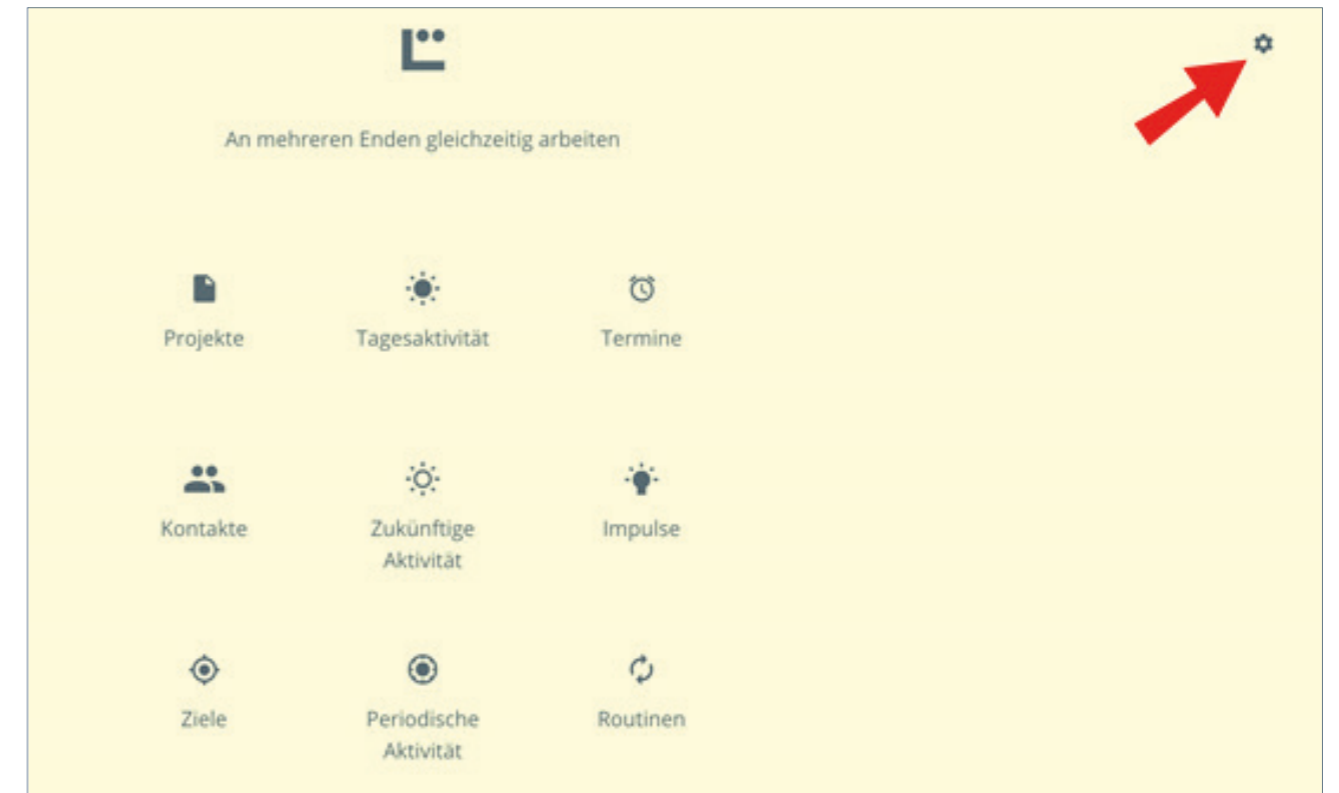 An mehreren Enden gleichzeitig arbeiten
Projekte
Tagesaktivität
Termine
Kontakte
Zukünftige
Aktivität
Impulse
Ziele
Periodische
Aktivität
Routinen